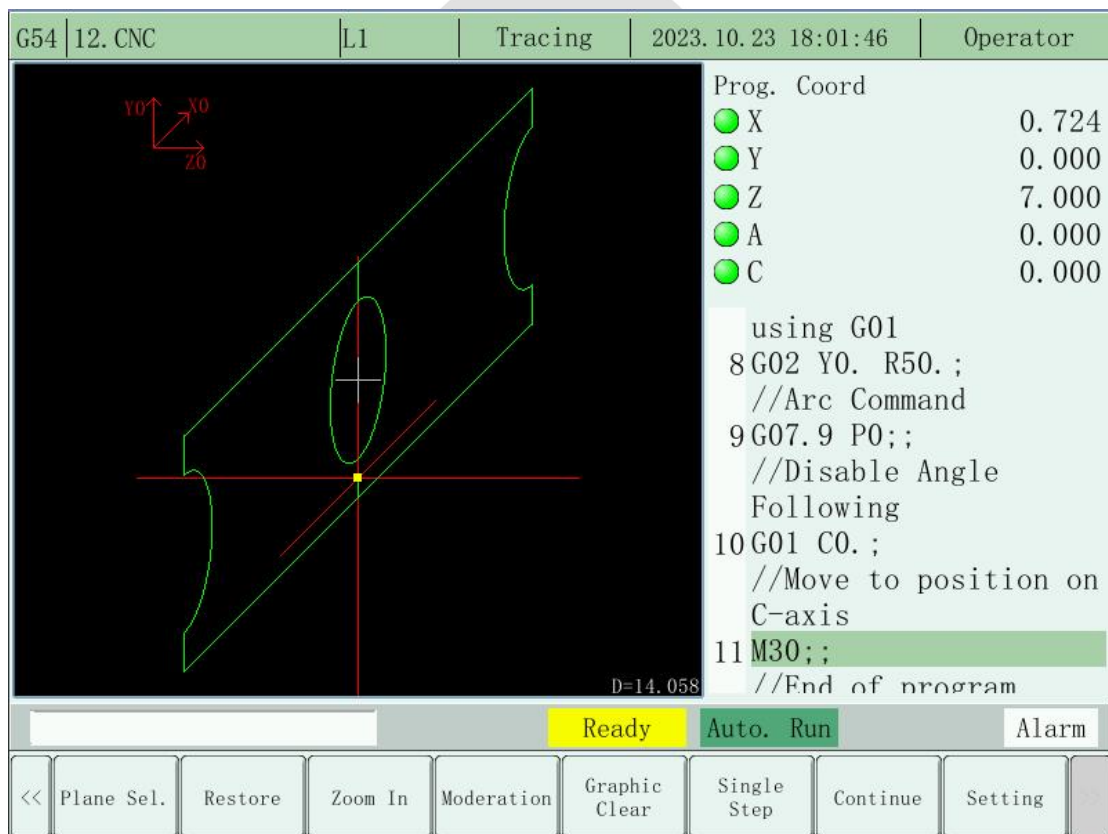 G54 12.CNC L1 Tracing 2023.10.23 18:01:46 Operator
Y0 X0
Z0
D=14.058
Prog. Coord
X 0.724
Y 0.000
Z 7.000
A 0.000
C 0.000
using G01
8 G02 Y0. R50.;
//Arc Command
9 G07.9 P0;;
//Disable Angle
Following
10 G01 C0.;
//Move to position on
C-axis
11 M30;;
//End of program
Ready Auto. Run Alarm
<< Plane Sel. Restore Zoom In Moderation Graphic Clear Single Step Continue Setting >>